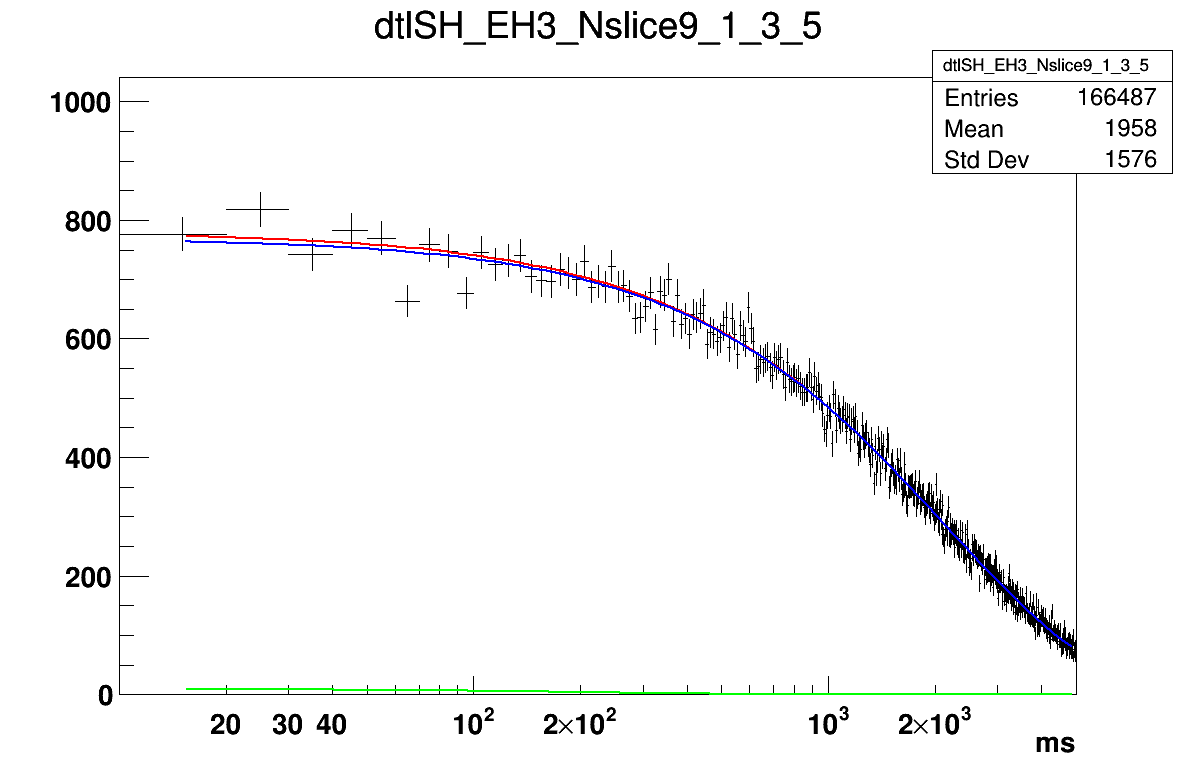 dtlSH_EH3_Nslice9_1_3_5
dtlSH_EH3_Nslice9_1_3_5
Entries 166487
Mean 1958
Std Dev 1576
1000
800
600
400
200
0
20 30 40 10² 2×10² 10³ 2×10³
ms